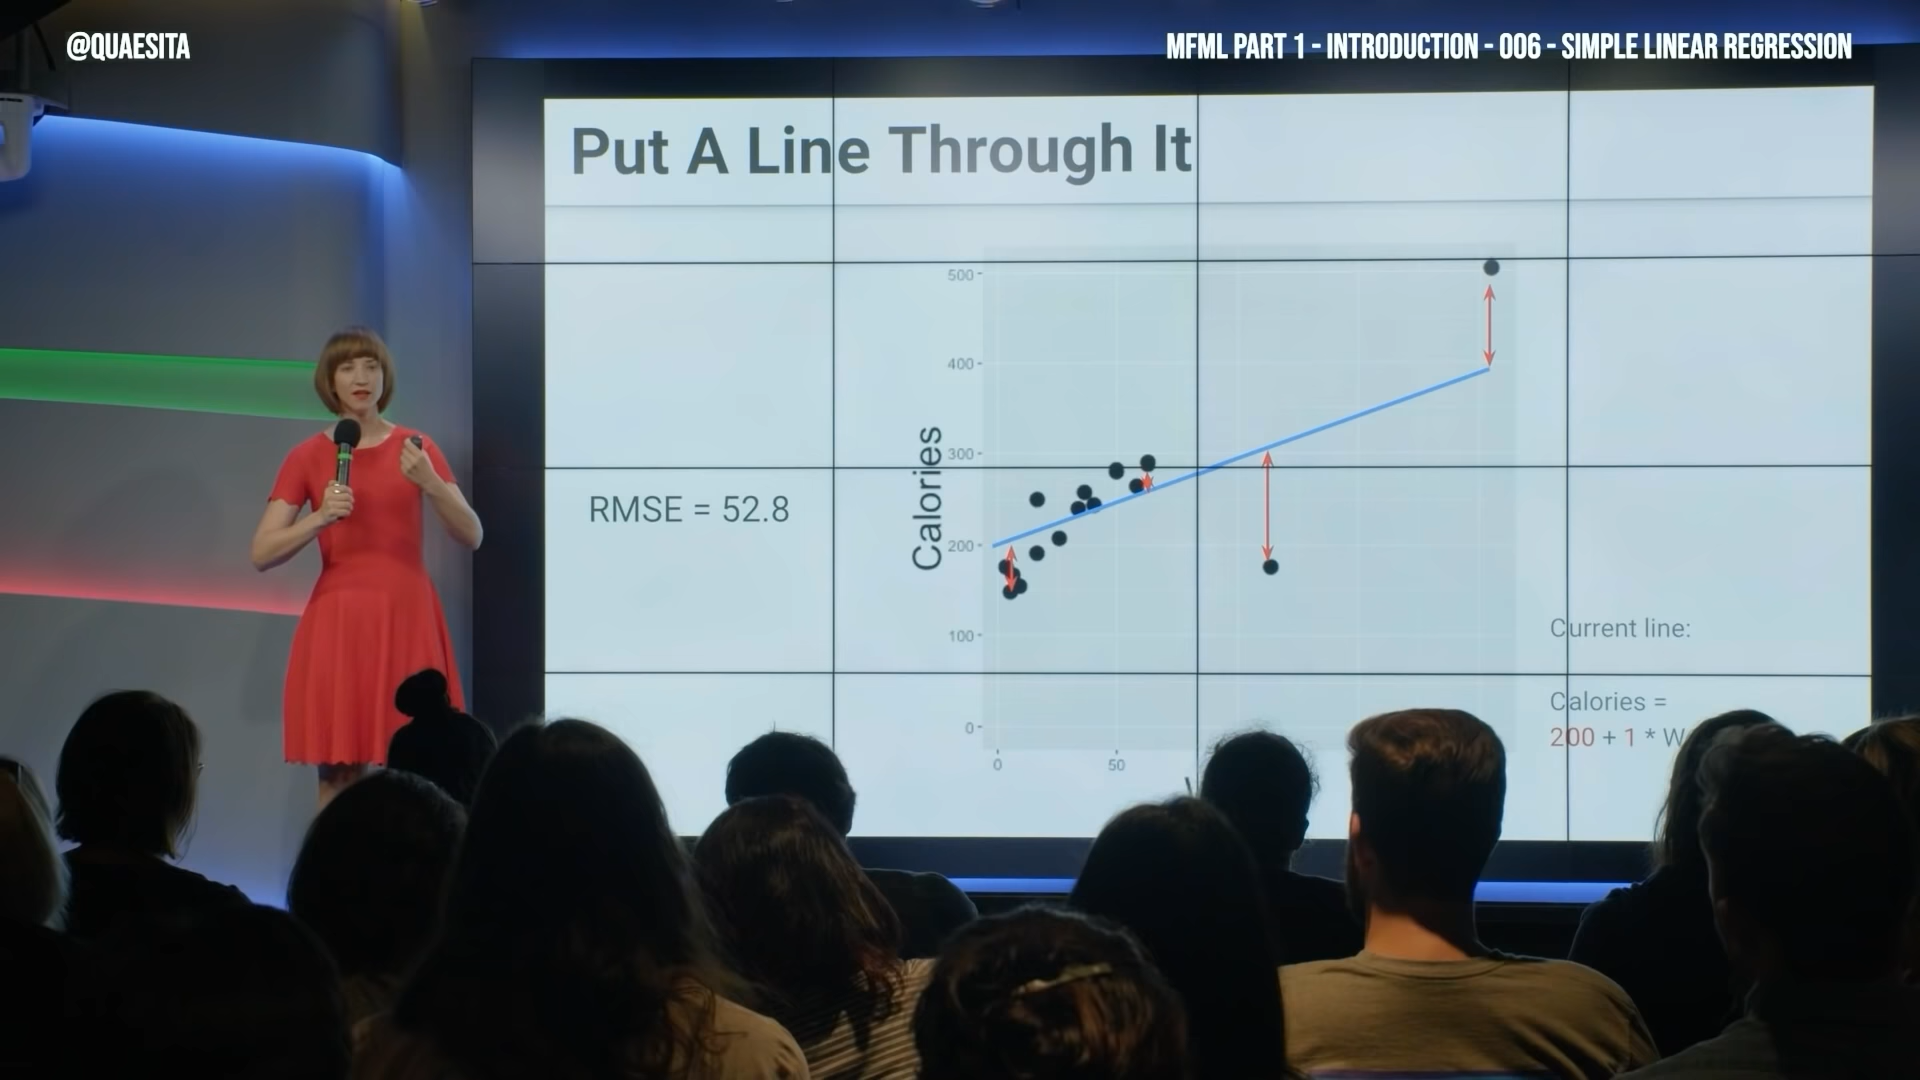 @QUAESITA
MFML PART 1 - INTRODUCTION - 006 - SIMPLE LINEAR REGRESSION
Put A Line Through It
500
400
300
200
100
0
Calories
RMSE = 52.8
0
50
Current line:
Calories =
200 + 1 * W